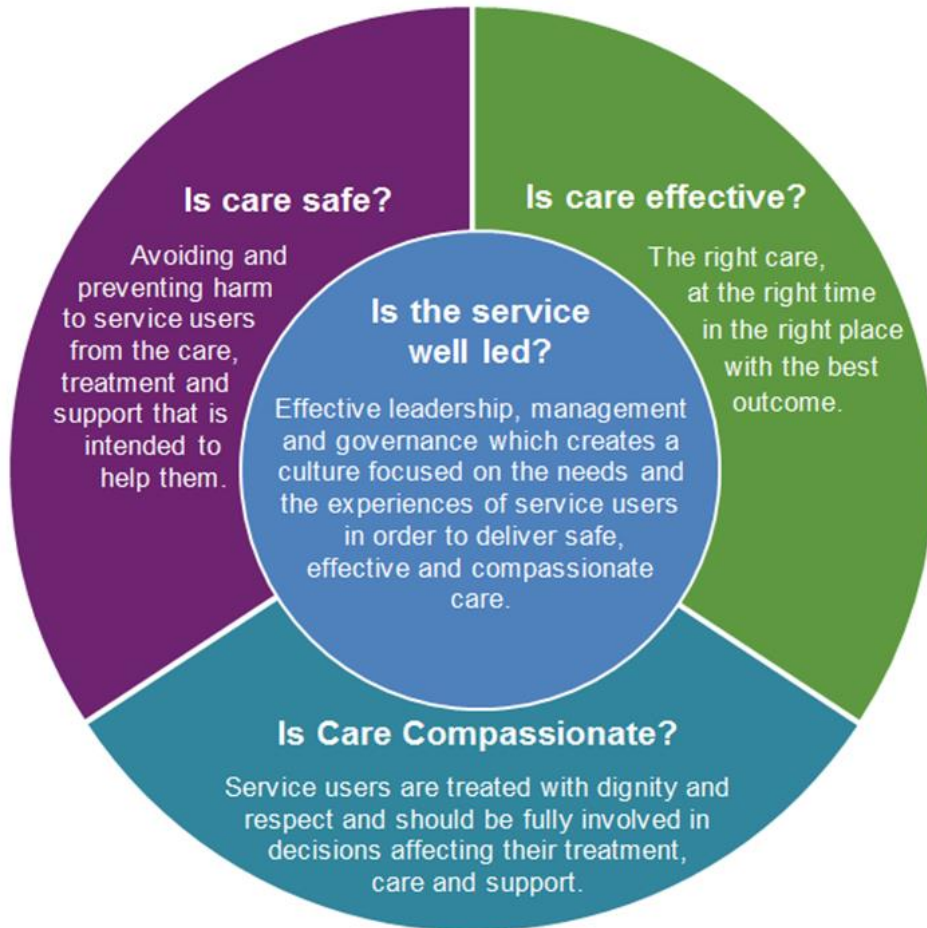 Is care safe?
Avoiding and
preventing harm
to service users
from the care,
treatment and
support that is
intended to
help them.
Is care effective?
The right care,
at the right time
in the right place
with the best
outcome.
Is the service
well led?
Effective leadership, management
and governance which creates a
culture focused on the needs and
the experiences of service users
in order to deliver safe,
effective and compassionate
care.
Is Care Compassionate?
Service users are treated with dignity and
respect and should be fully involved in
decisions affecting their treatment,
care and support.